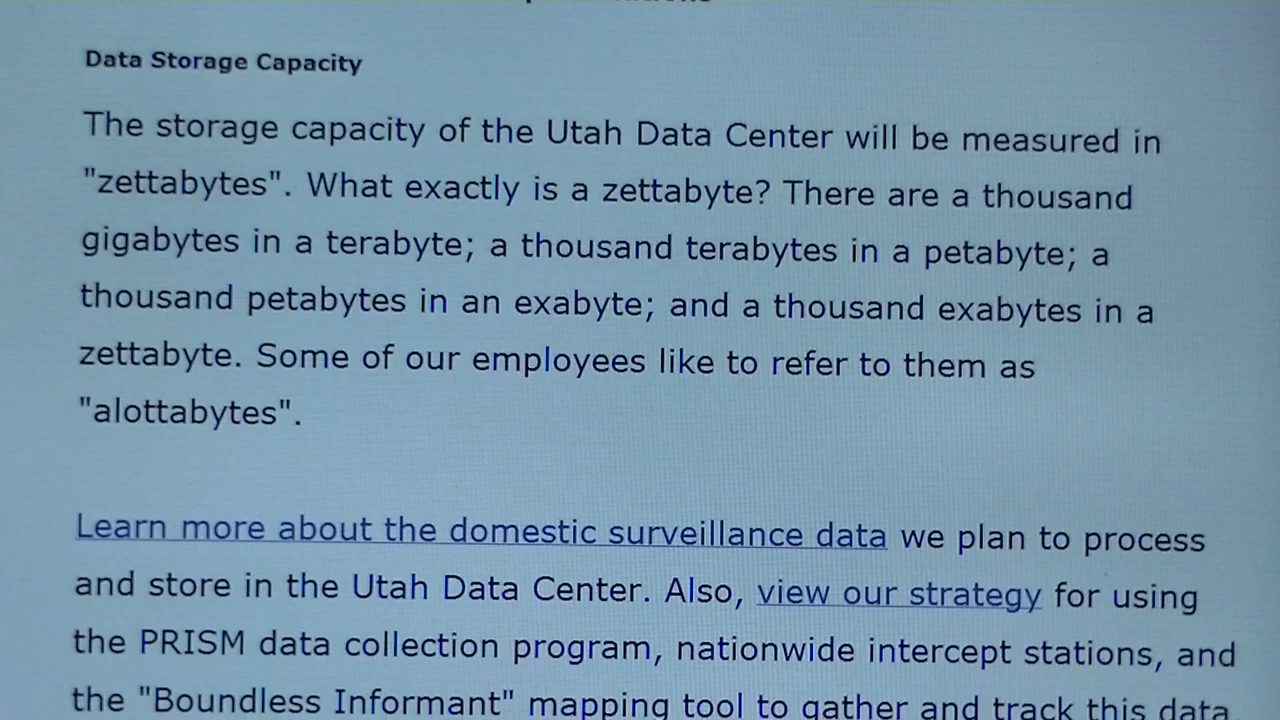 Data Storage Capacity
The storage capacity of the Utah Data Center will be measured in
"zettabytes". What exactly is a zettabyte? There are a thousand
gigabytes in a terabyte; a thousand terabytes in a petabyte; a
thousand petabytes in an exabyte; and a thousand exabytes in a
zettabyte. Some of our employees like to refer to them as
"alottabytes".
Learn more about the domestic surveillance data we plan to process
and store in the Utah Data Center. Also, view our strategy for using
the PRISM data collection program, nationwide intercept stations, and
the "Boundless Informant" mapping tool to gather and track this data